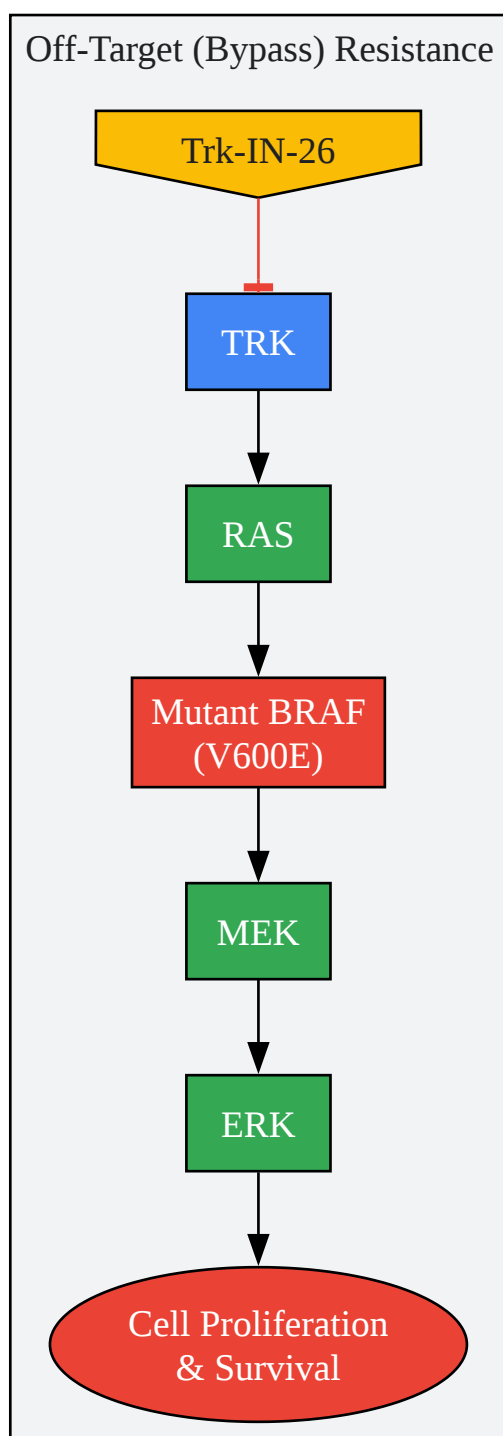 Off-Target (Bypass) Resistance
Trk-IN-26
TRK
RAS
Mutant BRAF
(V600E)
MEK
ERK
Cell Proliferation
& Survival